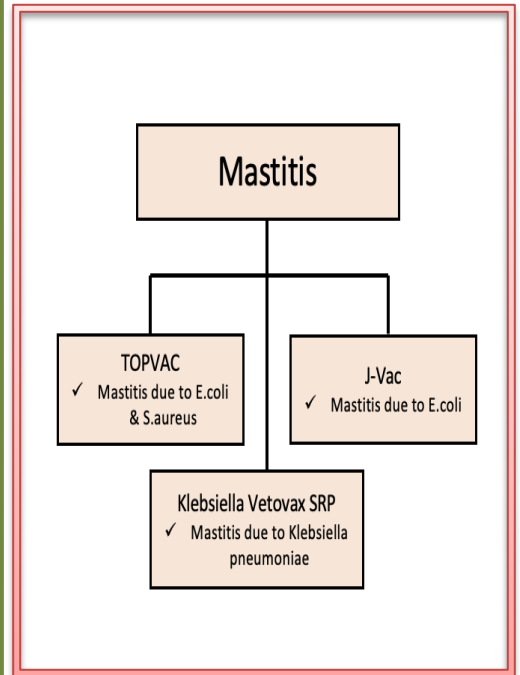 Mastitis
TOPVAC
✓ Mastitis due to E.coli
& S.aureus
J-Vac
✓ Mastitis due to E.coli
Klebsiella Vetovax SRP
✓ Mastitis due to Klebsiella
pneumoniae